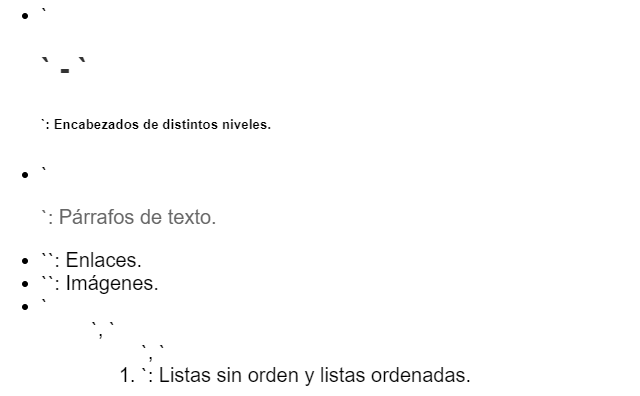 • `
` - `
`: Encabezados de distintos niveles.
• `
`: Párrafos de texto.
• ``: Enlaces.
• ``: Imágenes.
• `
`, `
`, `
1. `: Listas sin orden y listas ordenadas.